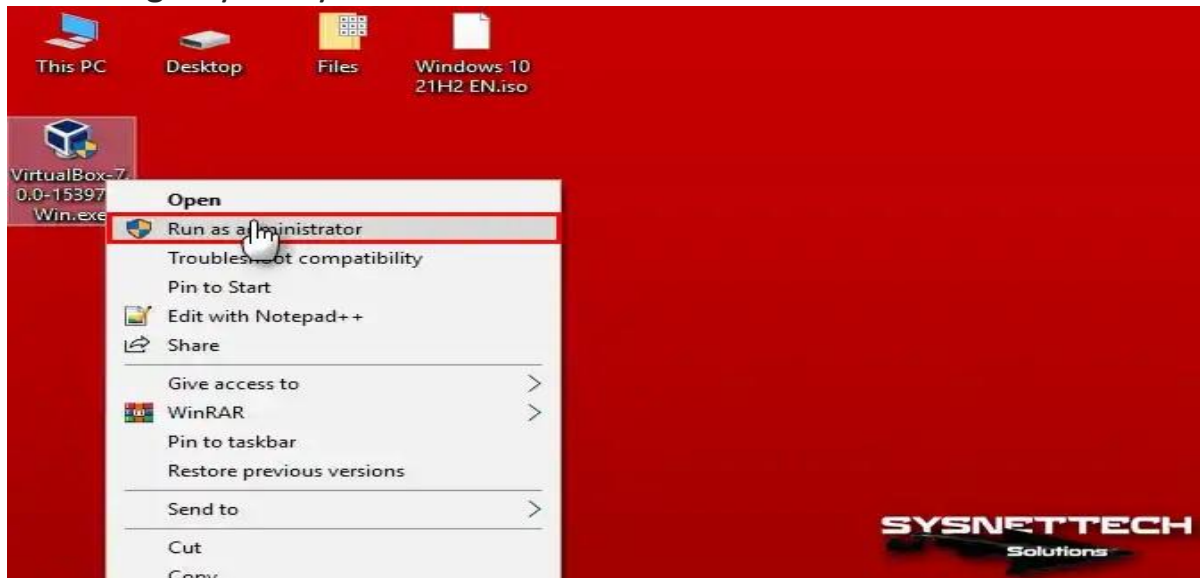 This PC
Desktop
Files
Windows 10
21H2 EN.iso
VirtualBox-7.
0.0-15397
Win.exe
Open
Run as administrator
Troubleshoot compatibility
Pin to Start
Edit with Notepad++
Share
Give access to
WinRAR
Pin to taskbar
Restore previous versions
Send to
Cut
Copy
SYSNETTECH
Solutions